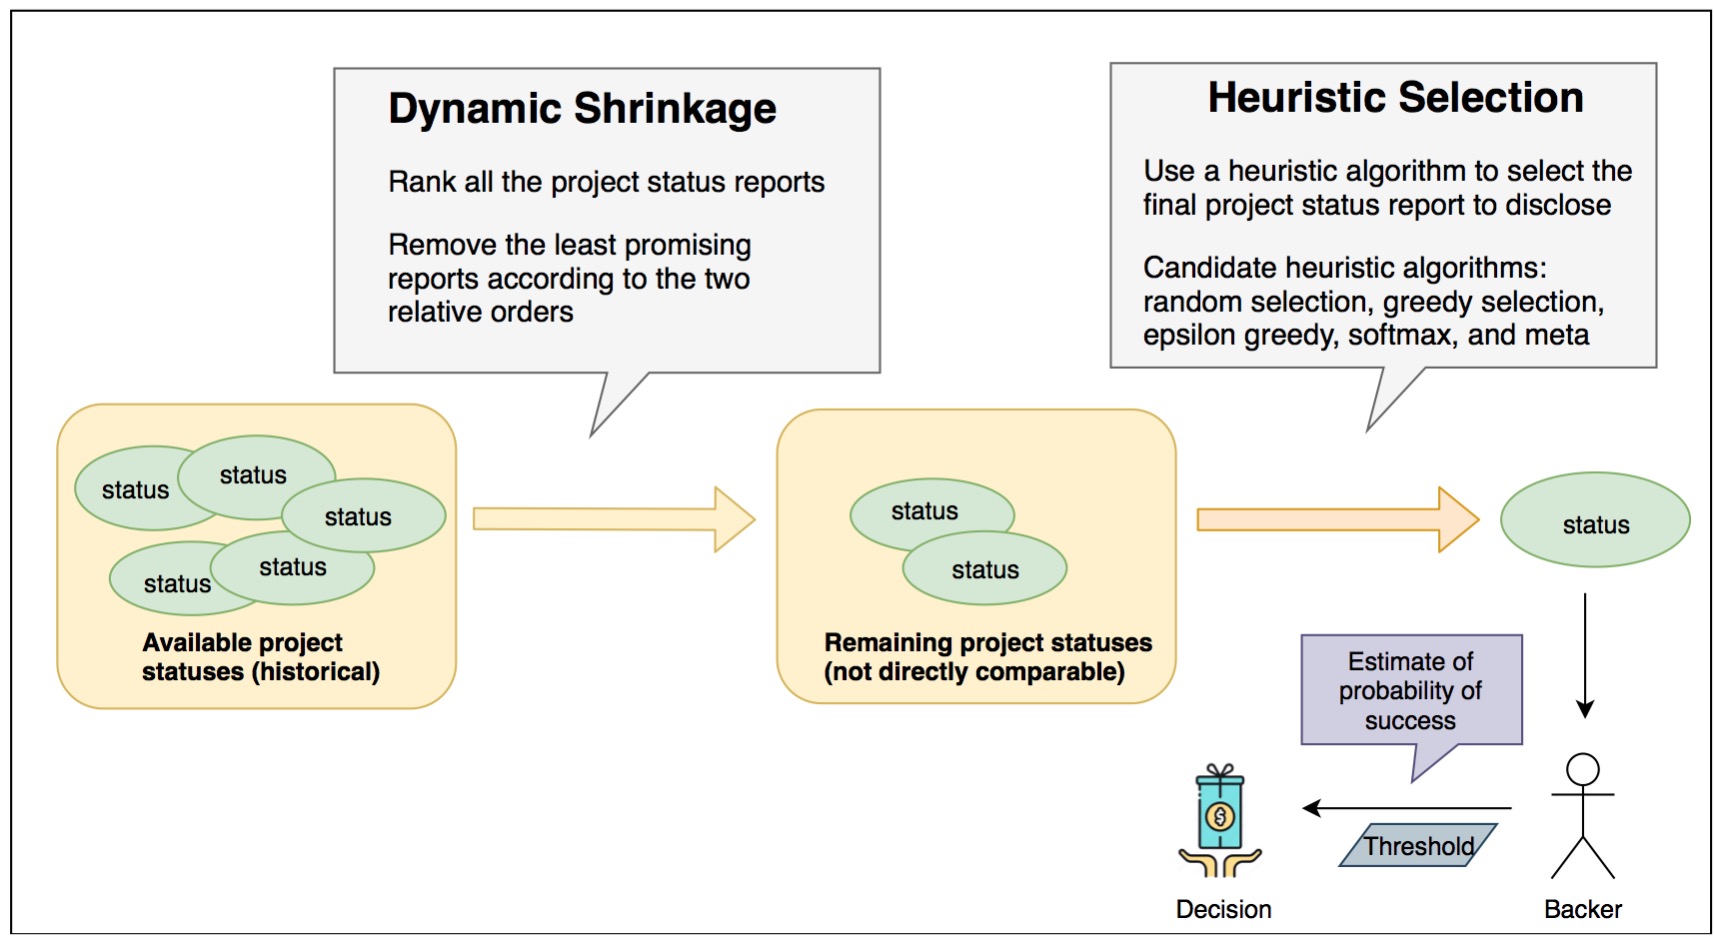 Dynamic Shrinkage
Rank all the project status reports
Remove the least promising
reports according to the two
relative orders
Heuristic Selection
Use a heuristic algorithm to select the
final project status report to disclose
Candidate heuristic algorithms:
random selection, greedy selection,
epsilon greedy, softmax, and meta
status
status
status
status
status
Available project
statuses (historical)
status
status
Remaining project statuses
(not directly comparable)
status
Estimate of
probability of
success
Threshold
$
Decision
Backer